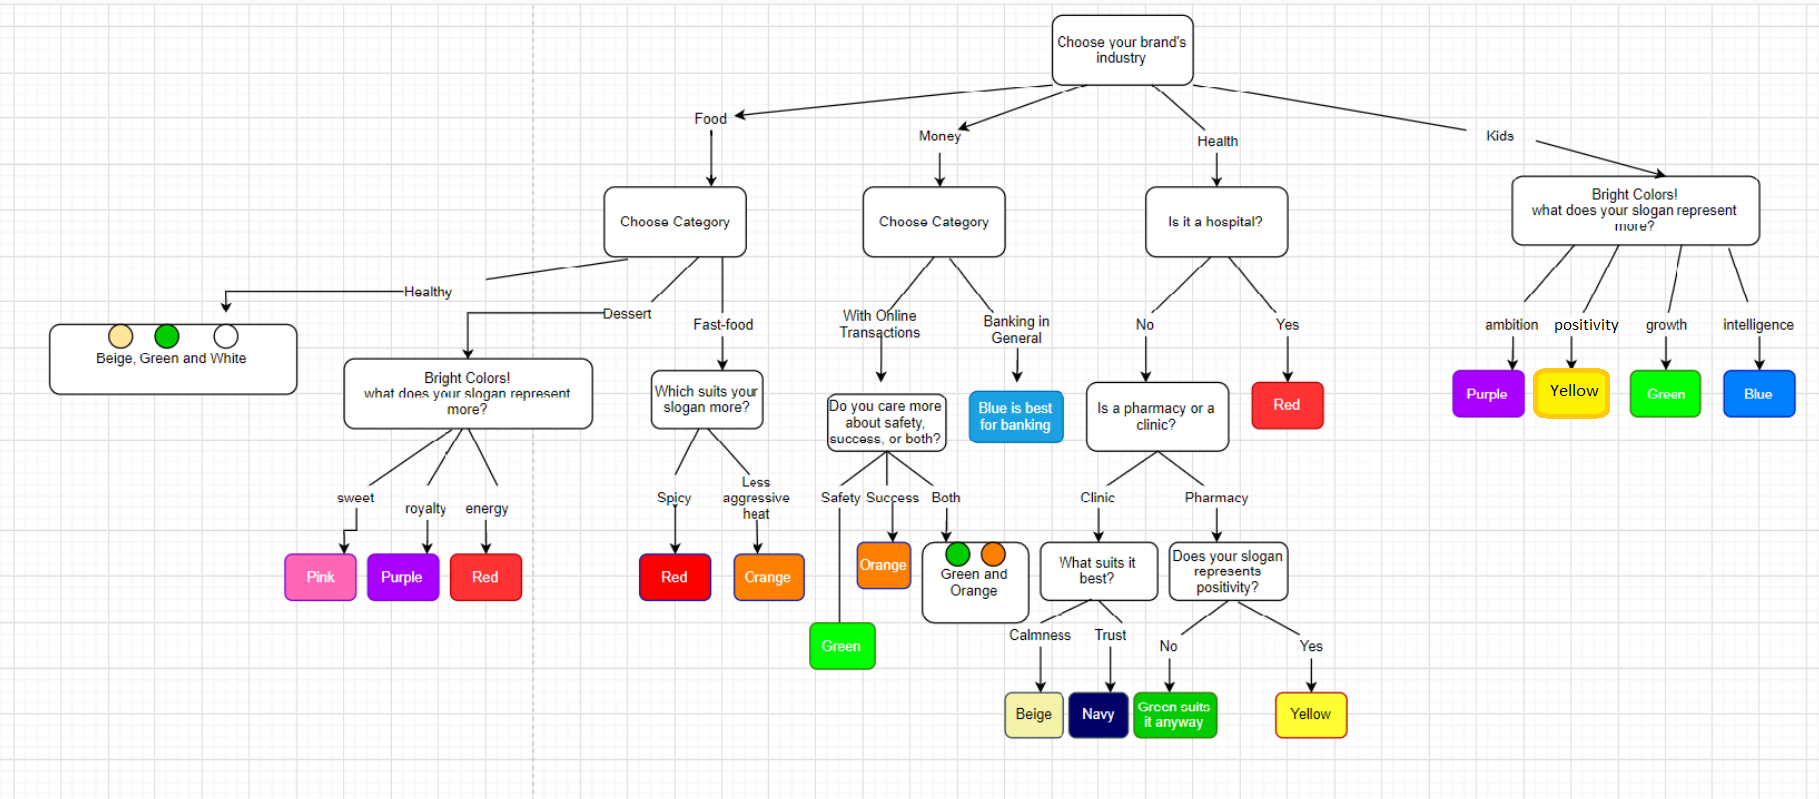 Choose your brand's
industry
Food
Money
Health
Kids
Choose Category
Choose Category
Is it a hospital?
Bright Colors!
what does your slogan represent
more?
Healthy
Dessert
Fast-food
With Online
Transactions
Banking in
General
No
Yes
ambition
positivity
growth
intelligence
Beige, Green and White
Bright Colors!
what does your slogan represent
more?
Which suits your
slogan more?
Do you care more
about safety,
success, or both?
Blue is best
for banking
Is a pharmacy or a
clinic?
Red
Purple
Yellow
Green
Blue
sweet
royalty
energy
Spicy
Less
aggressive
heat
Safety
Success
Both
Clinic
Pharmacy
Pink
Purple
Red
Red
Orange
Orange
Green and
Orange
What suits it
best?
Does your slogan
represents
positivity?
Green
Calmness
Trust
No
Yes
Beige
Navy
Green suits
it anyway
Yellow